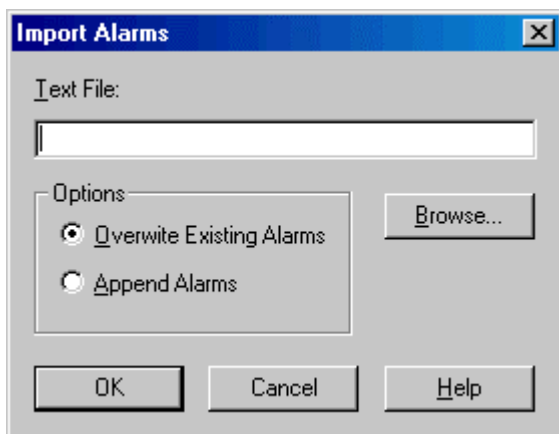 Import Alarms
Text File:
Options
Overwite Existing Alarms
Browse...
Append Alarms
OK Cancel Help